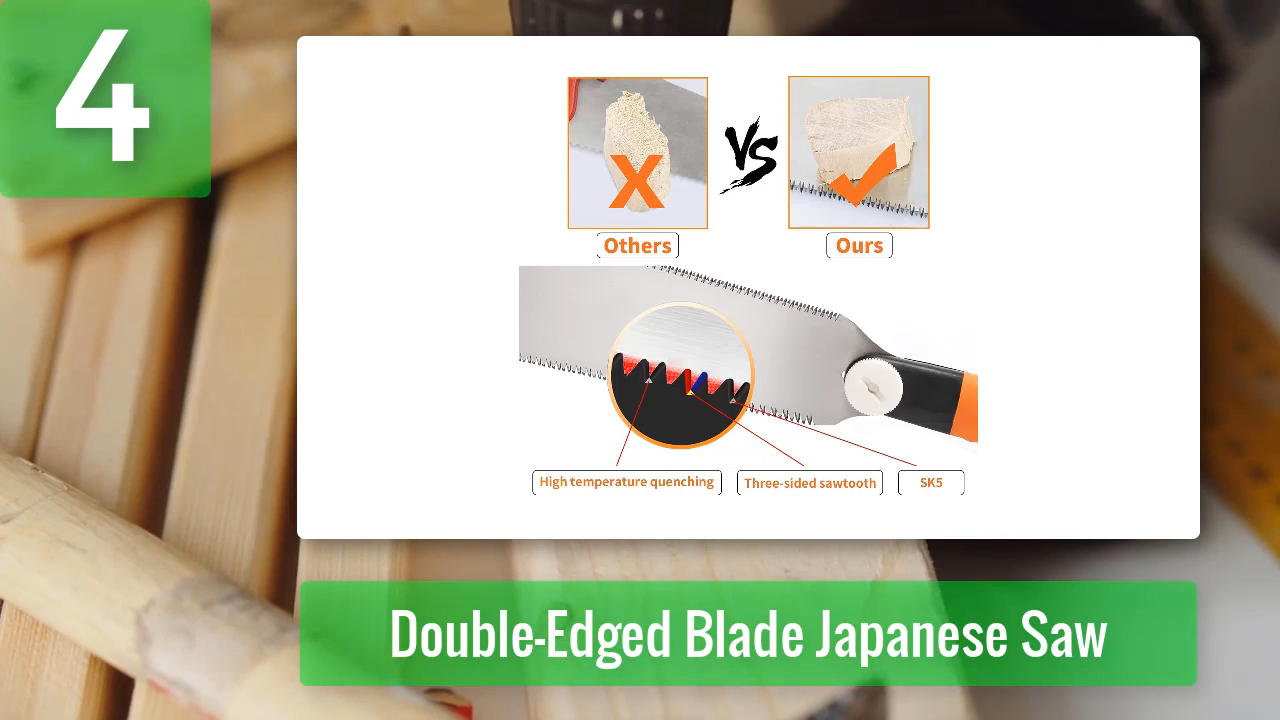 4
VS
X
Others
Ours
High temperature quenching
Three-sided sawtooth
SK5
Double-Edged Blade Japanese Saw